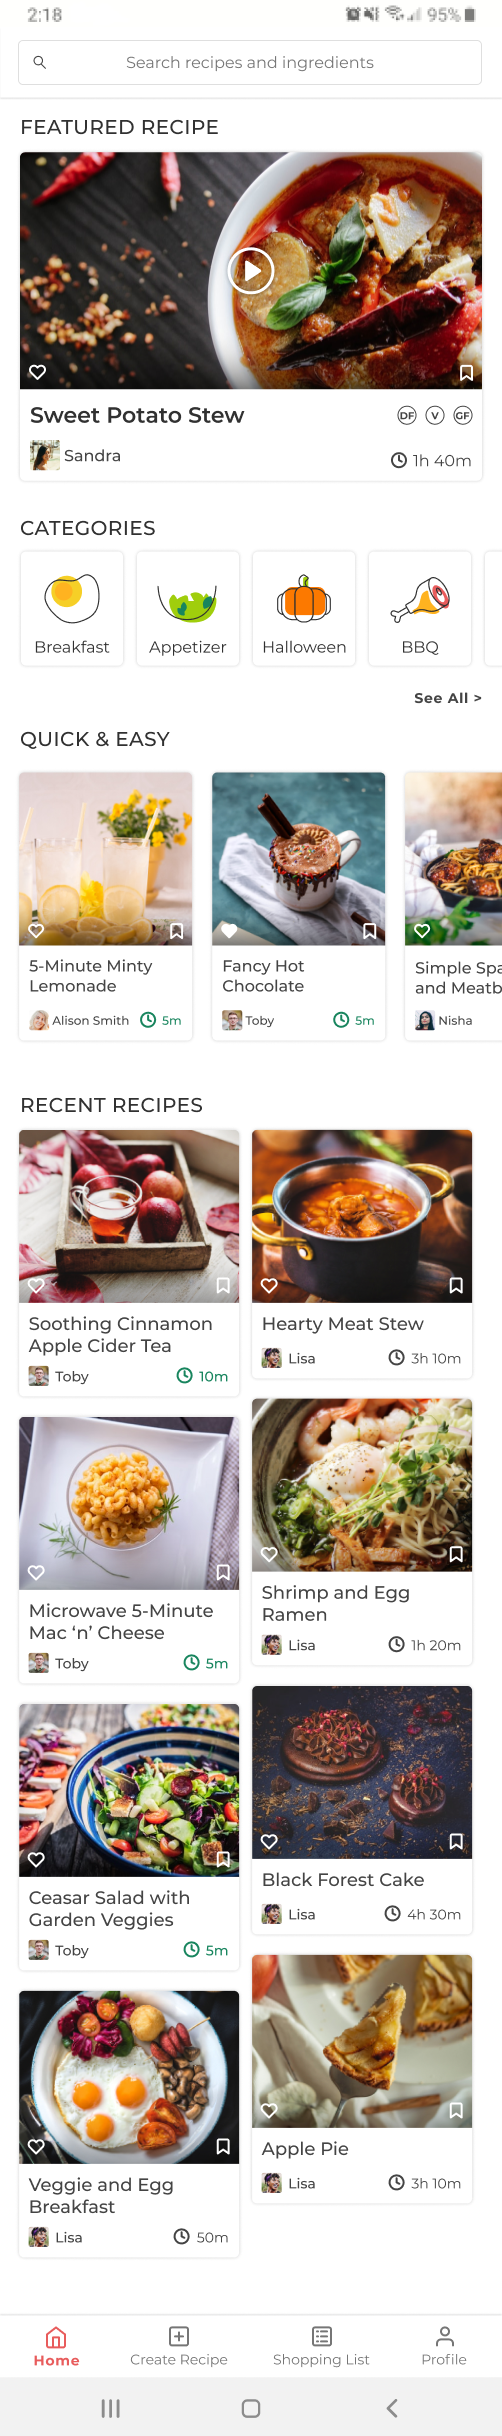 2:18
95%
Search recipes and ingredients
FEATURED RECIPE
Sweet Potato Stew
DF V GF
Sandra
1h 40m
CATEGORIES
Breakfast
Appetizer
Halloween
BBQ
See All >
QUICK & EASY
5-Minute Minty
Lemonade
Alison Smith
5m
Fancy Hot
Chocolate
Toby
5m
Simple Spa
and Meatb
Nisha
RECENT RECIPES
Soothing Cinnamon
Apple Cider Tea
Toby
10m
Hearty Meat Stew
Lisa
3h 10m
Microwave 5-Minute
Mac ‘n’ Cheese
Toby
5m
Shrimp and Egg
Ramen
Lisa
1h 20m
Ceasar Salad with
Garden Veggies
Toby
5m
Black Forest Cake
Lisa
4h 30m
Veggie and Egg
Breakfast
Lisa
50m
Apple Pie
Lisa
3h 10m
Home
Create Recipe
Shopping List
Profile